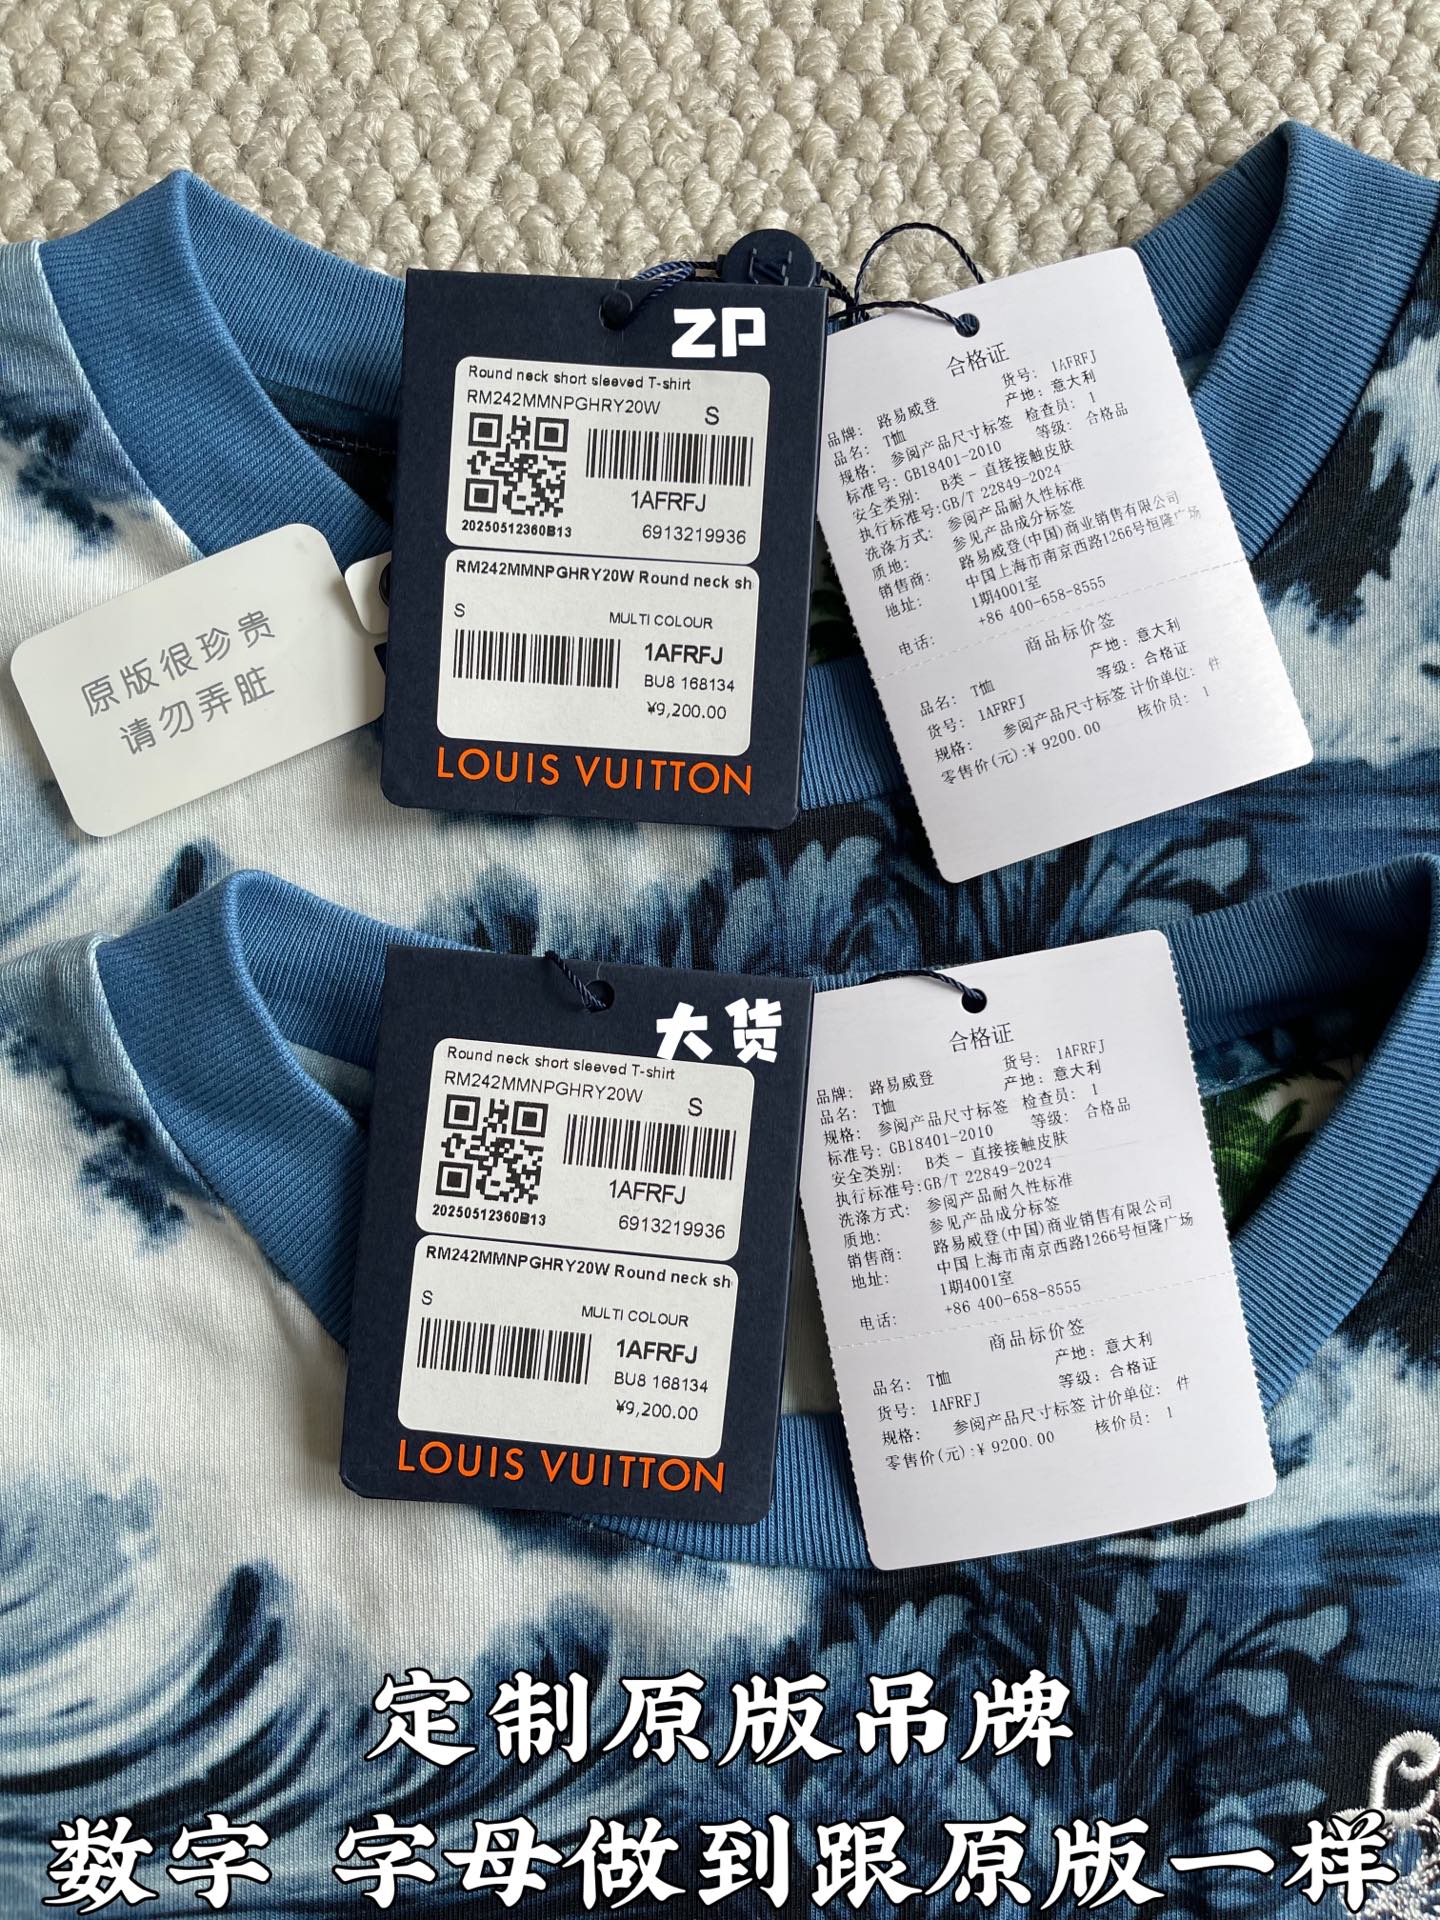 ZP
Round neck short sleeved T-shirt
RM242MMNPGHRY20W S
1AFRFJ
20250512360B13
6913219936
RM242MMNPGHRY20W Round neck sh
S
MULTI COLOUR
1AFRFJ
BU8 168134
¥9,200.00
LOUIS VUITTON
合格证
货号: 1AFRFJ
品牌: 路易威登 产地: 意大利
品名: T恤 检查员: 1
规格: 参阅产品尺寸标签 等级: 合格品
标准号: GB18401-2010
安全类别: B类 - 直接接触皮肤
执行标准号:GB/T 22849-2024
洗涤方式: 参阅产品耐久性标准
质地: 参见产品成分标签
销售商: 路易威登(中国)商业销售有限公司
地址: 中国上海市南京西路1266号恒隆广场
1期4001室
电话: +86 400-658-8555
商品标价签
产地: 意大利
品名: T恤 等级: 合格证
货号: 1AFRFJ
规格: 参阅产品尺寸标签 计价单位: 件
零售价(元):¥ 9200.00 核价员: 1
原版很珍贵
请勿弄脏
大货
Round neck short sleeved T-shirt
RM242MMNPGHRY20W S
1AFRFJ
20250512360B13
6913219936
RM242MMNPGHRY20W Round neck sh
S
MULTI COLOUR
1AFRFJ
BU8 168134
¥9,200.00
LOUIS VUITTON
合格证
货号: 1AFRFJ
品牌: 路易威登 产地: 意大利
品名: T恤 检查员: 1
规格: 参阅产品尺寸标签 等级: 合格品
标准号: GB18401-2010
安全类别: B类 - 直接接触皮肤
执行标准号:GB/T 22849-2024
洗涤方式: 参阅产品耐久性标准
质地: 参见产品成分标签
销售商: 路易威登(中国)商业销售有限公司
地址: 中国上海市南京西路1266号恒隆广场
1期4001室
电话: +86 400-658-8555
商品标价签
产地: 意大利
品名: T恤 等级: 合格证
货号: 1AFRFJ
规格: 参阅产品尺寸标签 计价单位: 件
零售价(元):¥ 9200.00 核价员: 1
定制原版吊牌
数字 字母做到跟原版一样